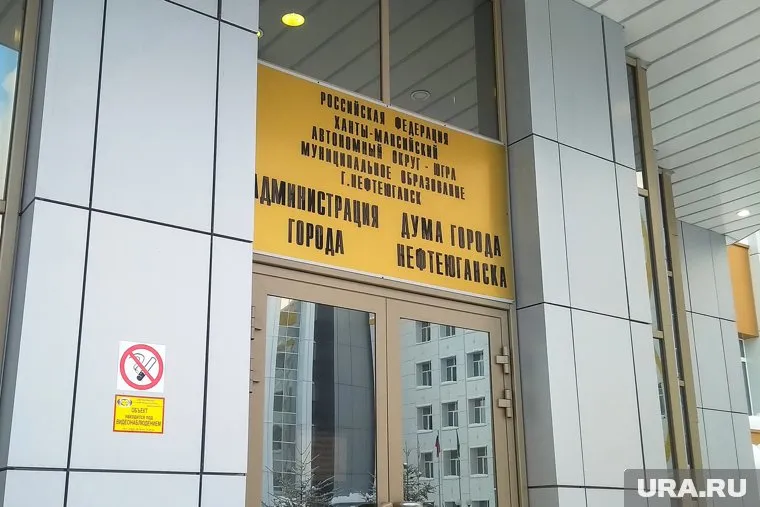 РОССИЙСКАЯ ФЕДЕРАЦИЯ
ХАНТЫ-МАНСИЙСКИЙ
АВТОНОМНЫЙ ОКРУГ - ЮГРА
МУНИЦИПАЛЬНОЕ ОБРАЗОВАНИЕ
Г.НЕФТЕЮГАНСК
АДМИНИСТРАЦИЯ
ГОРОДА
ДУМА ГОРОДА
НЕФТЕЮГАНСКА
ОБЪЕКТ
НАХОДИТСЯ ПОД
ВИДЕОНАБЛЮДЕНИЕМ
URA.RU